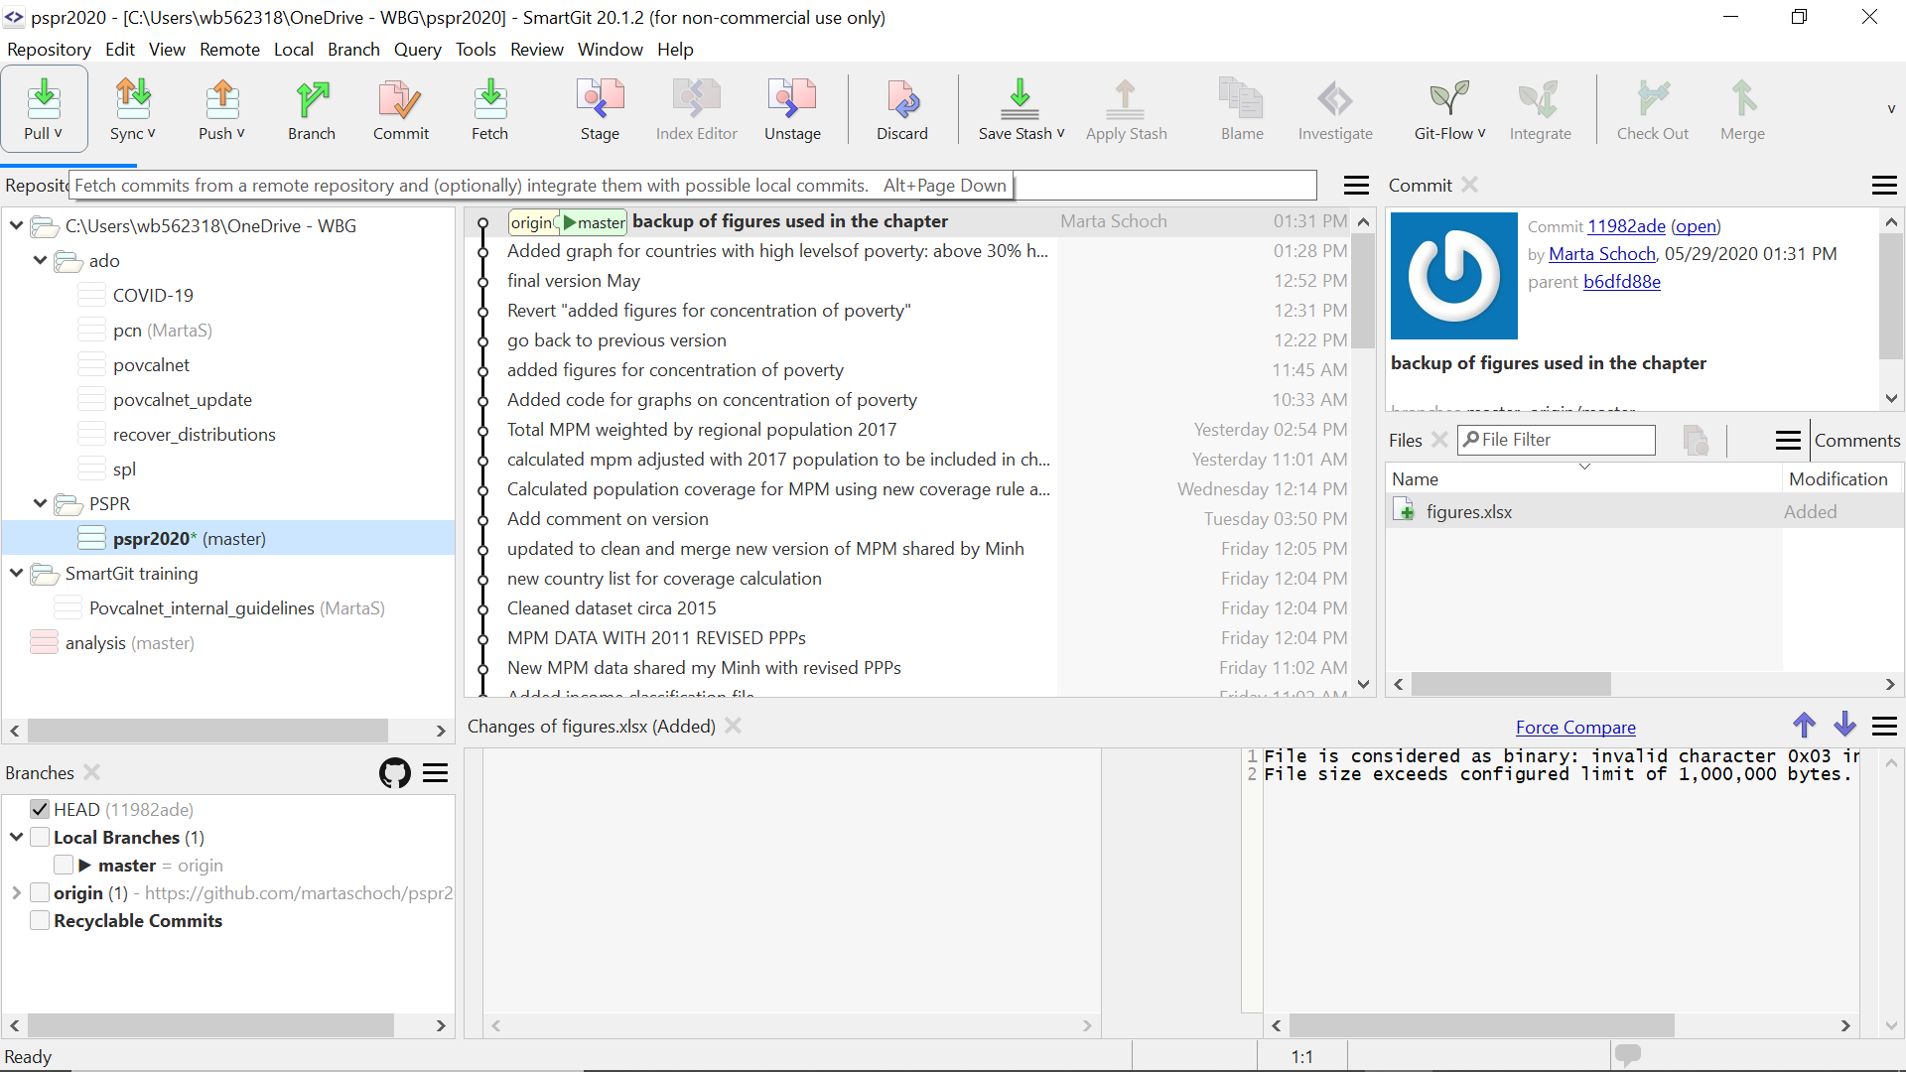 pspr2020 - [C:\Users\wb562318\OneDrive - WBG\pspr2020] - SmartGit 20.1.2 (for non-commercial use only)
Repository Edit View Remote Local Branch Query Tools Review Window Help
Pull Sync Push Branch Commit Fetch Stage Index Editor Unstage Discard Save Stash Apply Stash Blame Investigate Git-Flow Integrate Check Out Merge
Fetch commits from a remote repository and (optionally) integrate them with possible local commits. Alt+Page Down
C:\Users\wb562318\OneDrive - WBG
ado
COVID-19
pcn (MartaS)
povcalnet
povcalnet_update
recover_distributions
spl
PSPR
pspr2020* (master)
SmartGit training
Povcalnet_internal_guidelines (MartaS)
analysis (master)
origin master backup of figures used in the chapter Marta Schoch 01:31 PM
Added graph for countries with high levelsof poverty: above 30% h... 01:28 PM
final version May 12:52 PM
Revert "added figures for concentration of poverty" 12:31 PM
go back to previous version 12:22 PM
added figures for concentration of poverty 11:45 AM
Added code for graphs on concentration of poverty 10:33 AM
Total MPM weighted by regional population 2017 Yesterday 02:54 PM
calculated mpm adjusted with 2017 population to be included in ch... Yesterday 11:01 AM
Calculated population coverage for MPM using new coverage rule a... Wednesday 12:14 PM
Add comment on version Tuesday 03:50 PM
updated to clean and merge new version of MPM shared by Minh Friday 12:05 PM
new country list for coverage calculation Friday 12:04 PM
Cleaned dataset circa 2015 Friday 12:04 PM
MPM DATA WITH 2011 REVISED PPPs Friday 12:04 PM
New MPM data shared my Minh with revised PPPs Friday 11:02 AM
Added income classification file Friday 11:02 AM
Commit
Commit 11982ade (open)
by Marta Schoch, 05/29/2020 01:31 PM
parent b6dfd88e
backup of figures used in the chapter
branches master, origin/master
Files File Filter Comments
Name Modification
figures.xlsx Added
Branches
HEAD (11982ade)
Local Branches (1)
master = origin
origin (1) - https://github.com/martaschoch/pspr2
Recyclable Commits
Changes of figures.xlsx (Added) Force Compare
1 File is considered as binary: invalid character 0x03 in
2 File size exceeds configured limit of 1,000,000 bytes.
Ready 1:1